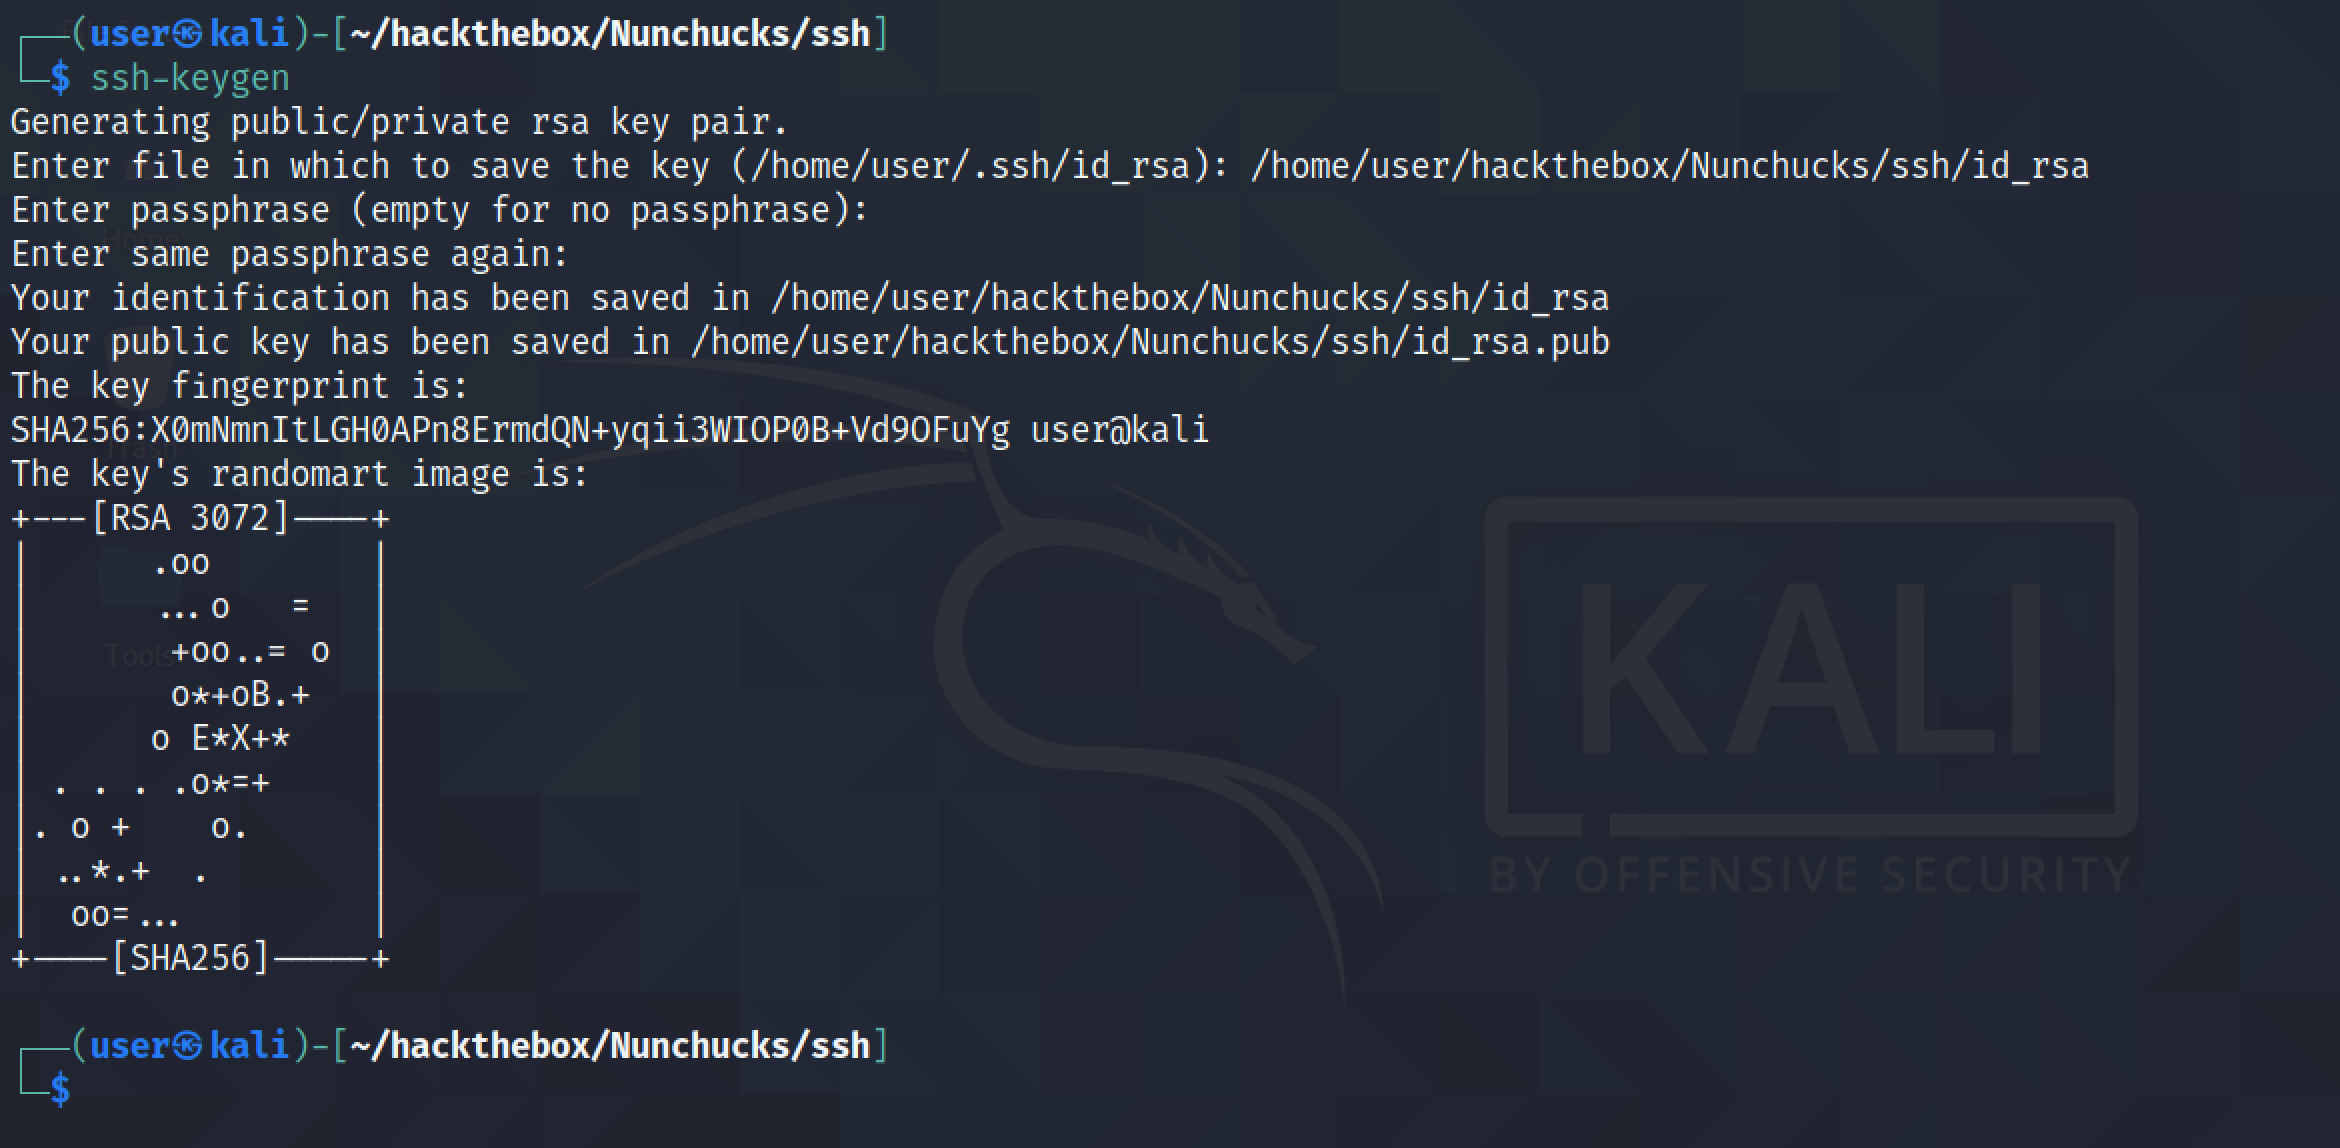 (user㉿kali)-[~/hackthebox/Nunchucks/ssh]
$ ssh-keygen
Generating public/private rsa key pair.
Enter file in which to save the key (/home/user/.ssh/id_rsa): /home/user/hackthebox/Nunchucks/ssh/id_rsa
Enter passphrase (empty for no passphrase):
Enter same passphrase again:
Your identification has been saved in /home/user/hackthebox/Nunchucks/ssh/id_rsa
Your public key has been saved in /home/user/hackthebox/Nunchucks/ssh/id_rsa.pub
The key fingerprint is:
SHA256:X0mNmnItLGH0APn8ErmdQN+yqii3WIOP0B+Vd9OFuYg user@kali
The key's randomart image is:
+---[RSA 3072]----+
|       .oo        |
|       ... o   =   |
|        +oo..= o  |
|        o*+oB.+   |
|       o E*X+*    |
|  . . . .o*=+     |
| . o +    o.      |
|  ..*.+  .        |
|   oo= ...         |
+----[SHA256]-----+
(user㉿kali)-[~/hackthebox/Nunchucks/ssh]
$
Home
Trash
Tools
KALI
BY OFFENSIVE SECURITY